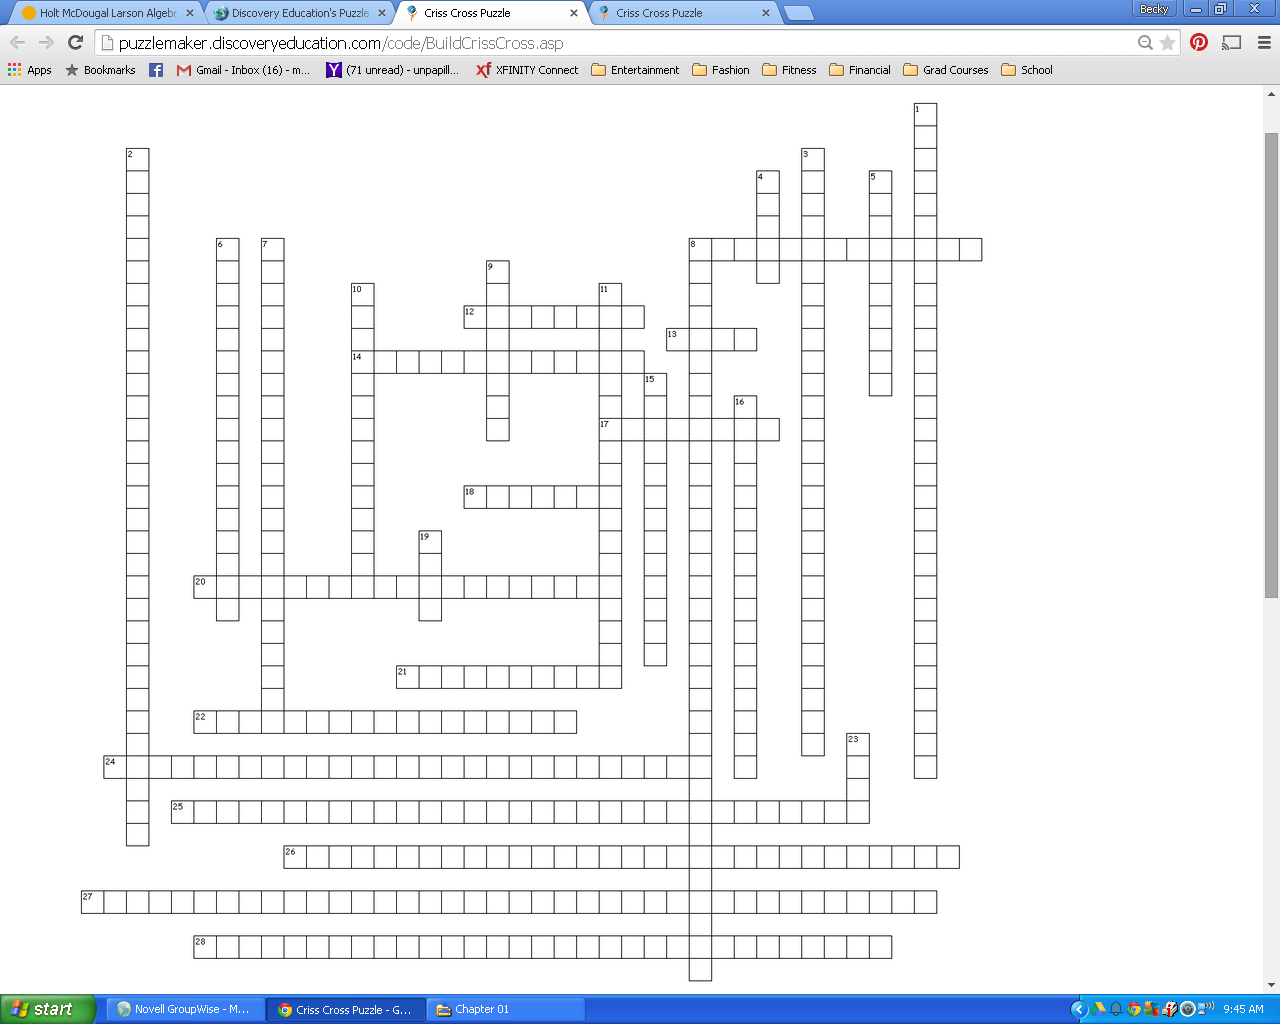 Holt McDougal Larson Algebr
Discovery Education's Puzzle
Criss Cross Puzzle
Criss Cross Puzzle
Becky
puzzlemaker.discoveryeducation.com/code/BuildCrissCross.asp
Apps
Bookmarks
Gmail - Inbox (16) - m...
(71 unread) - unpapill...
XFINITY Connect
Entertainment
Fashion
Fitness
Financial
Grad Courses
School
1
2
3
4
5
6
7
8
9
10
11
12
13
14
15
16
17
18
19
20
21
22
23
24
25
26
27
28
start
Novell GroupWise - M...
Criss Cross Puzzle - G...
Chapter 01
9:45 AM